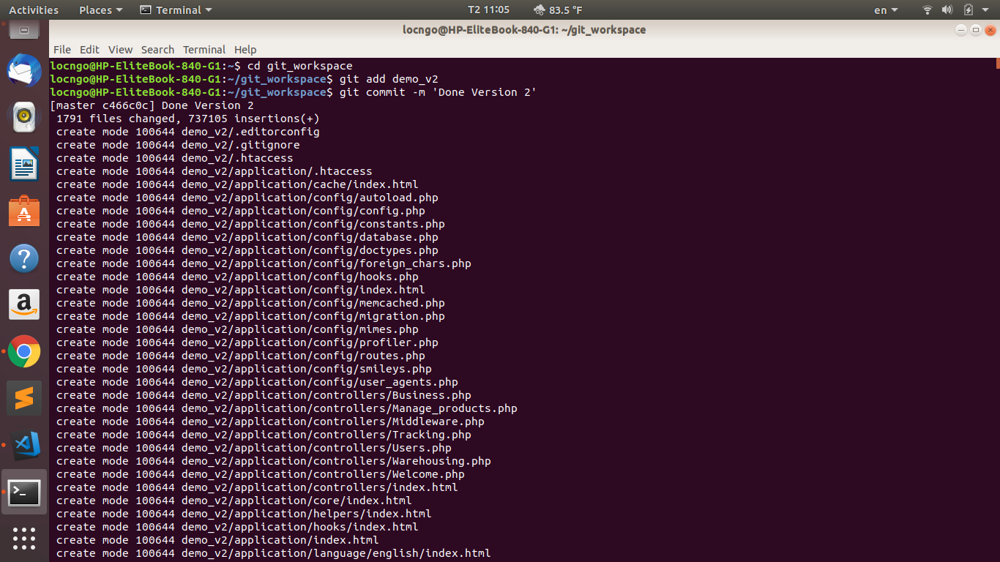 Activities Places Terminal T2 11:05 83.5 °F en
locngo@HP-EliteBook-840-G1: ~/git_workspace
File Edit View Search Terminal Help
locngo@HP-EliteBook-840-G1:~$ cd git_workspace
locngo@HP-EliteBook-840-G1:~/git_workspace$ git add demo_v2
locngo@HP-EliteBook-840-G1:~/git_workspace$ git commit -m 'Done Version 2'
[master c466c0c] Done Version 2
 1791 files changed, 737105 insertions(+)
 create mode 100644 demo_v2/.editorconfig
 create mode 100644 demo_v2/.gitignore
 create mode 100644 demo_v2/.htaccess
 create mode 100644 demo_v2/application/.htaccess
 create mode 100644 demo_v2/application/cache/index.html
 create mode 100644 demo_v2/application/config/autoload.php
 create mode 100644 demo_v2/application/config/config.php
 create mode 100644 demo_v2/application/config/constants.php
 create mode 100644 demo_v2/application/config/database.php
 create mode 100644 demo_v2/application/config/doctypes.php
 create mode 100644 demo_v2/application/config/foreign_chars.php
 create mode 100644 demo_v2/application/config/hooks.php
 create mode 100644 demo_v2/application/config/index.html
 create mode 100644 demo_v2/application/config/memcached.php
 create mode 100644 demo_v2/application/config/migration.php
 create mode 100644 demo_v2/application/config/mimes.php
 create mode 100644 demo_v2/application/config/profiler.php
 create mode 100644 demo_v2/application/config/routes.php
 create mode 100644 demo_v2/application/config/smileys.php
 create mode 100644 demo_v2/application/config/user_agents.php
 create mode 100644 demo_v2/application/controllers/Business.php
 create mode 100644 demo_v2/application/controllers/Manage_products.php
 create mode 100644 demo_v2/application/controllers/Middleware.php
 create mode 100644 demo_v2/application/controllers/Tracking.php
 create mode 100644 demo_v2/application/controllers/Users.php
 create mode 100644 demo_v2/application/controllers/Warehousing.php
 create mode 100644 demo_v2/application/controllers/Welcome.php
 create mode 100644 demo_v2/application/controllers/index.html
 create mode 100644 demo_v2/application/core/index.html
 create mode 100644 demo_v2/application/helpers/index.html
 create mode 100644 demo_v2/application/hooks/index.html
 create mode 100644 demo_v2/application/index.html
 create mode 100644 demo_v2/application/language/english/index.html